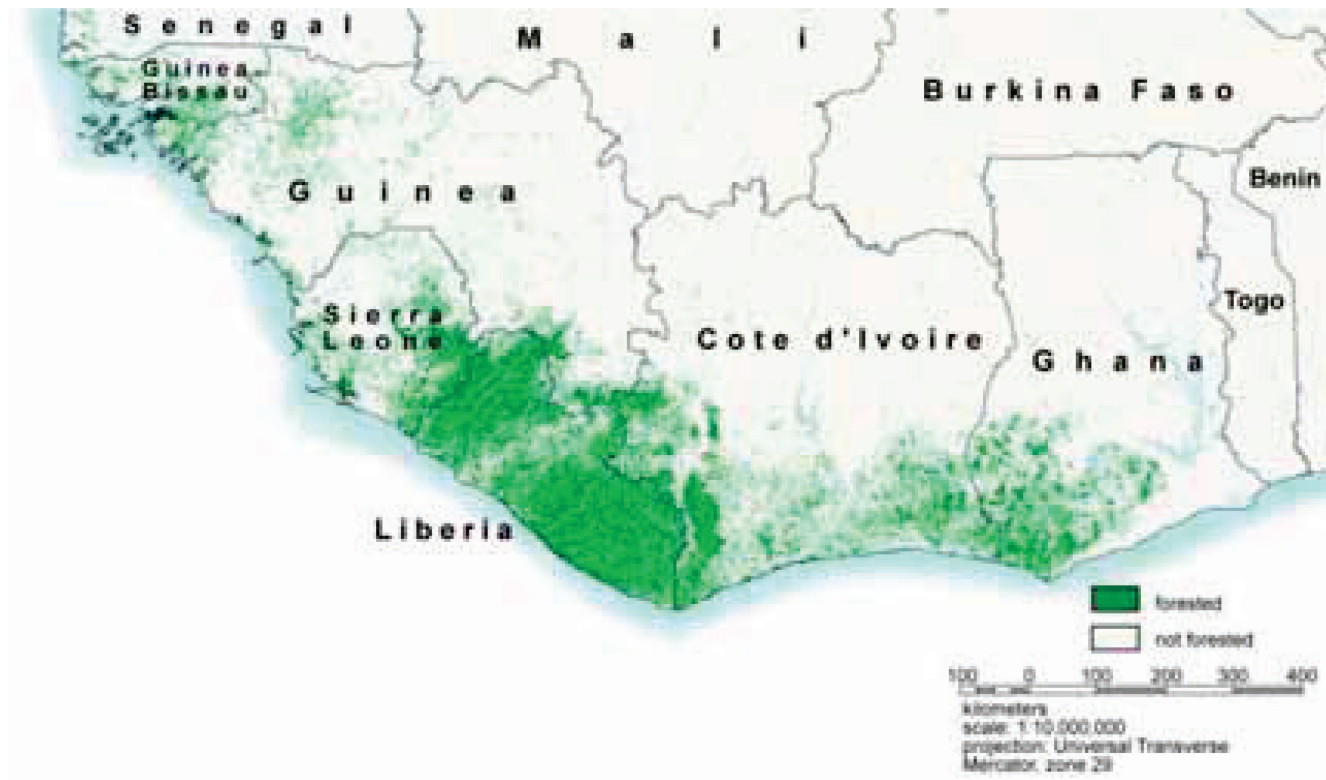 Senegal
Mali
Guinea
Bissau
Burkina Faso
Benin
Guinea
Togo
Sierra
Leone
Cote d'Ivoire
Ghana
Liberia
forested
not forested
100 0 100 200 300 400
kilometers
scale: 1:10,000,000
projection: Universal Transverse
Mercator, zone 29